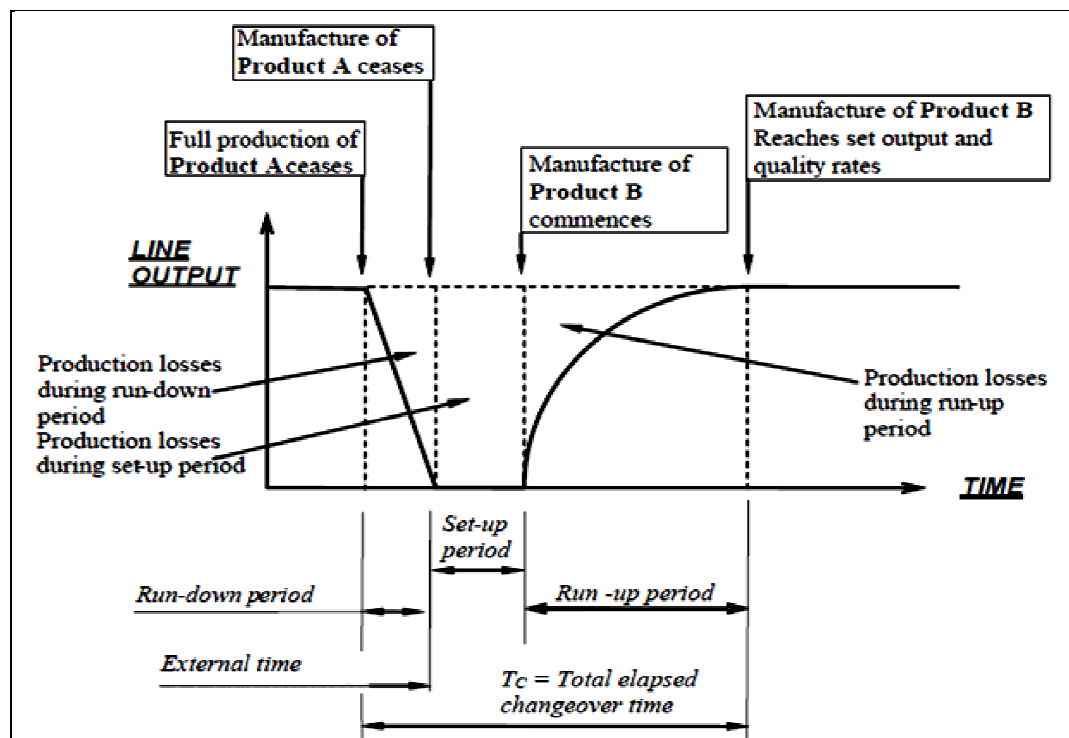 Manufacture of
Product A ceases
Full production of
Product A ceases
Manufacture of
Product B
commences
Manufacture of Product B
Reaches set output and
quality rates
LINE
OUTPUT
Production losses
during run-down
period
Production losses
during set-up period
Production losses
during run-up
period
TIME
Set-up
period
Run-down period
Run -up period
External time
Tc = Total elapsed
changeover time